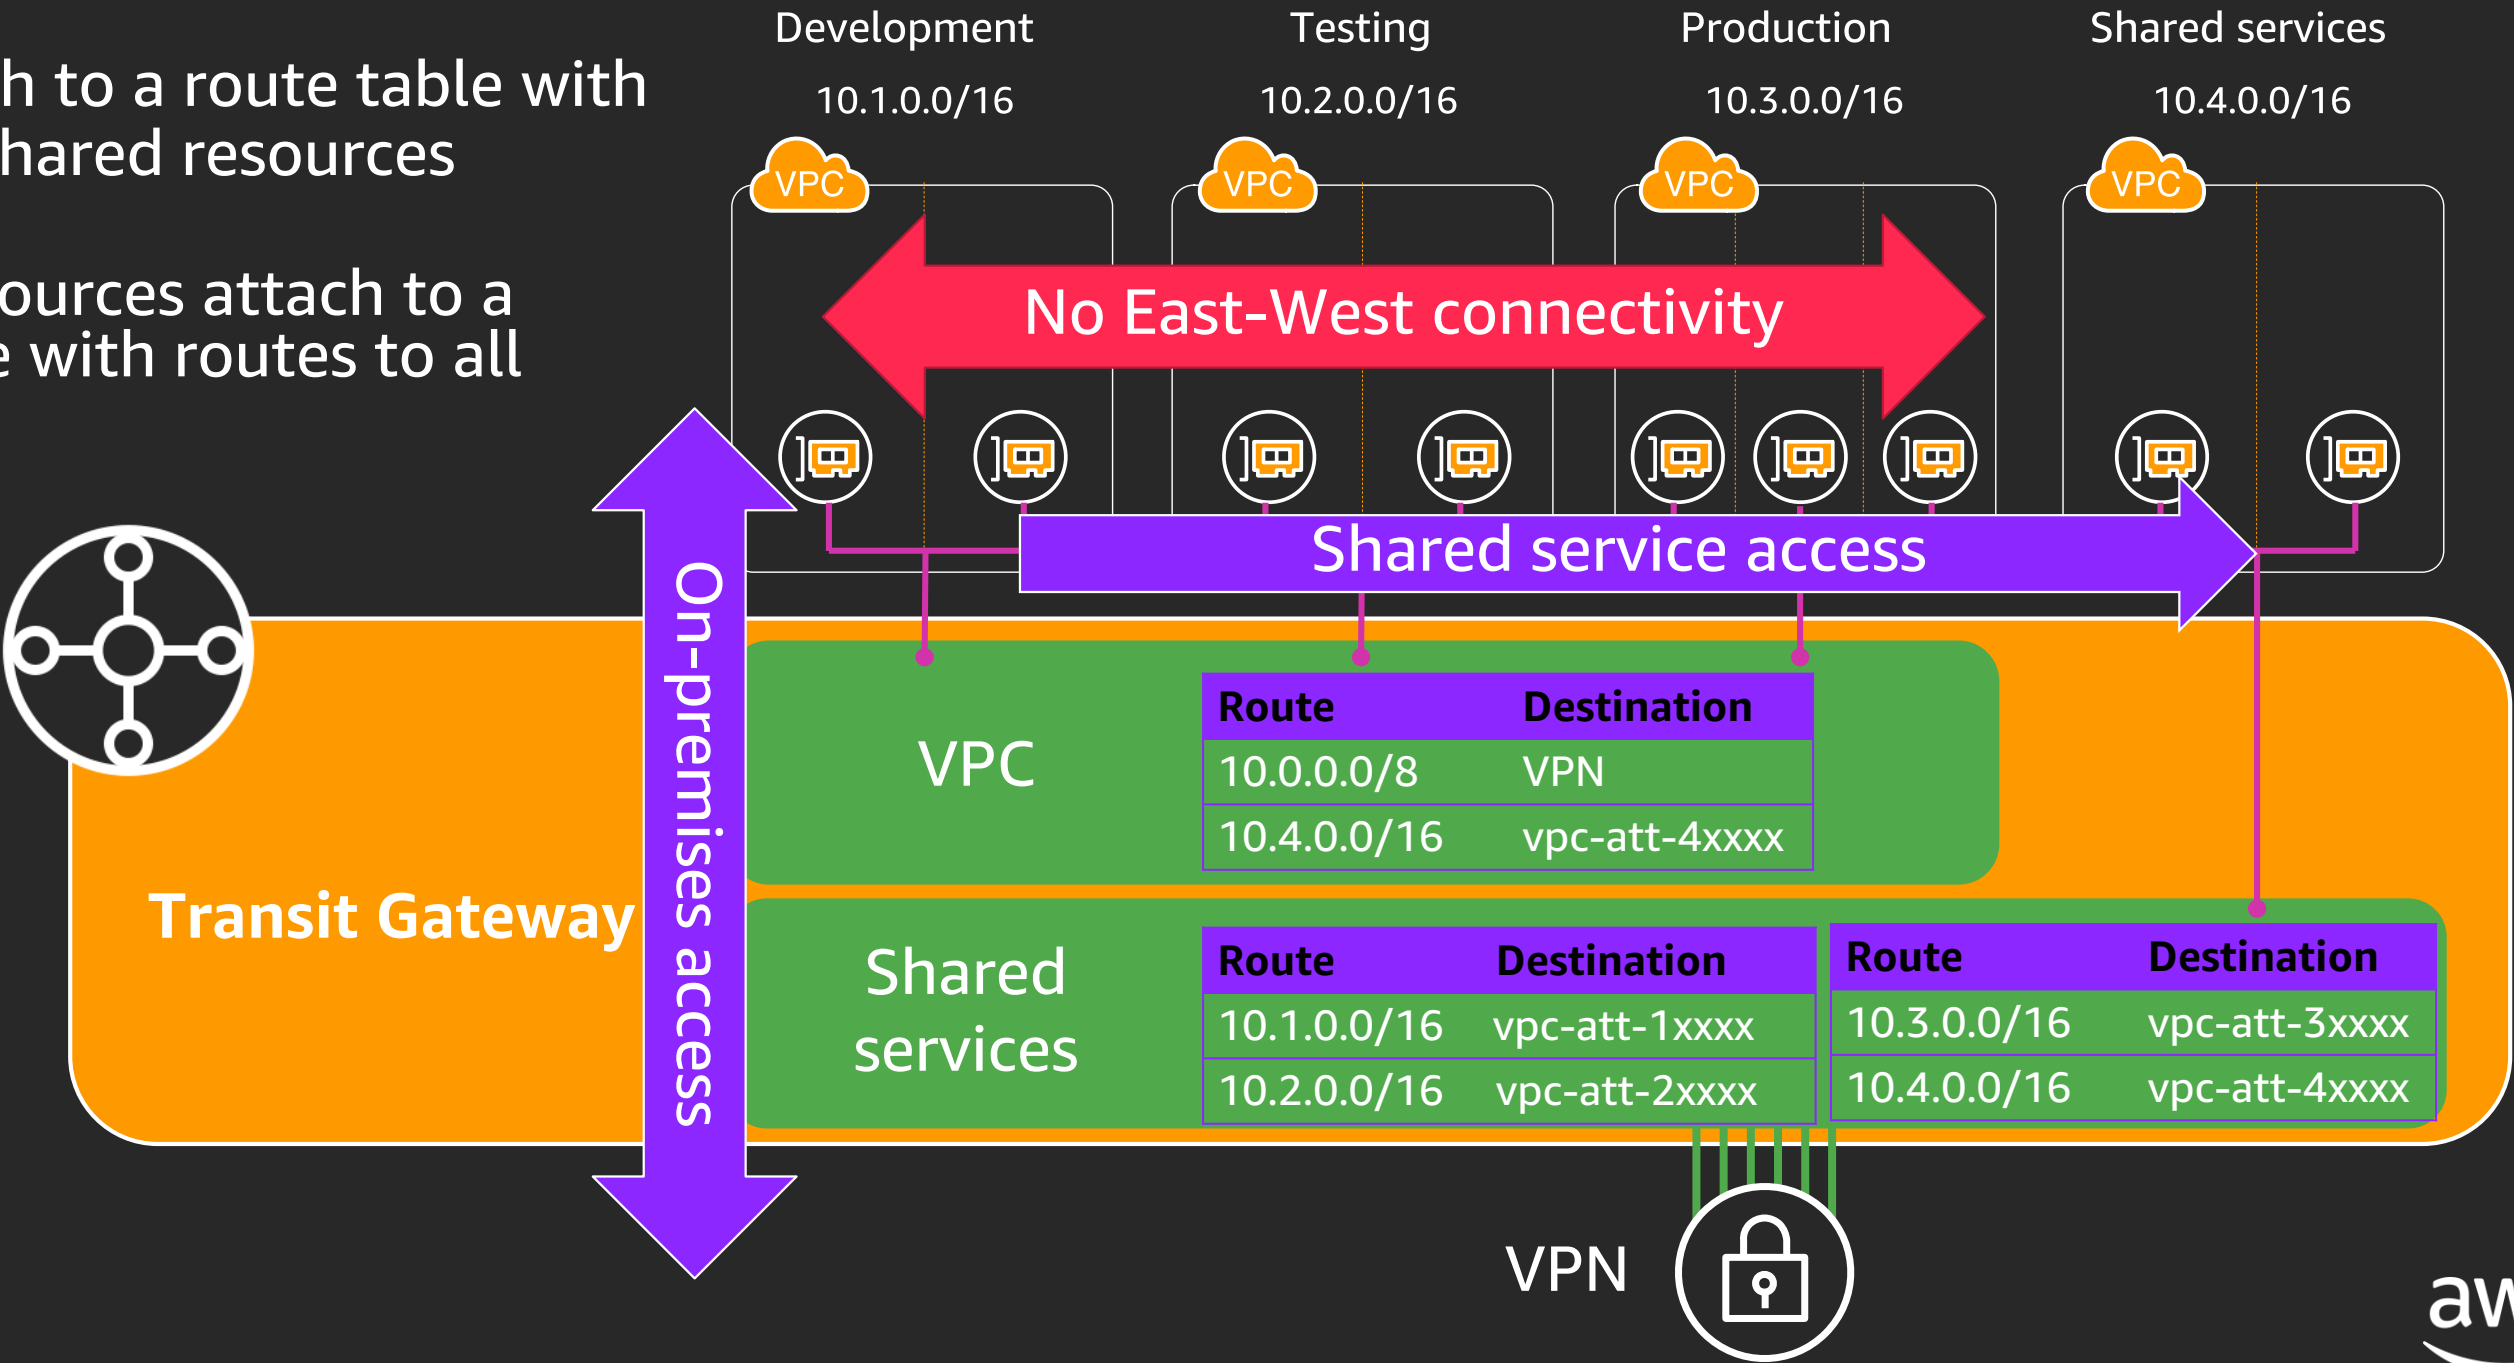 h to a route table with
hared resources
ources attach to a
e with routes to all
Development
10.1.0.0/16
Testing
10.2.0.0/16
Production
10.3.0.0/16
Shared services
10.4.0.0/16
VPC
VPC
VPC
VPC
No East-West connectivity
Shared service access
On-premises access
Transit Gateway
VPC
Route Destination
10.0.0.0/8 VPN
10.4.0.0/16 vpc-att-4xxxx
Shared
services
Route Destination
10.1.0.0/16 vpc-att-1xxxx
10.2.0.0/16 vpc-att-2xxxx
Route Destination
10.3.0.0/16 vpc-att-3xxxx
10.4.0.0/16 vpc-att-4xxxx
VPN
aw